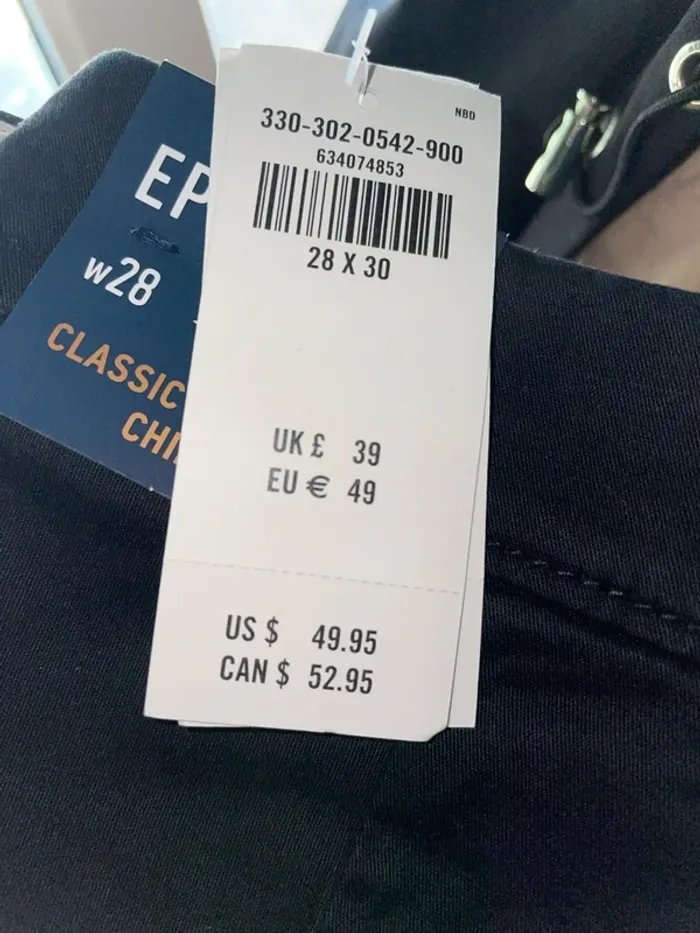 NBD
330-302-0542-900
634074853
28 X 30
UK £ 39
EU € 49
US $ 49.95
CAN $ 52.95
EP
w28
CLASSIC
CHI